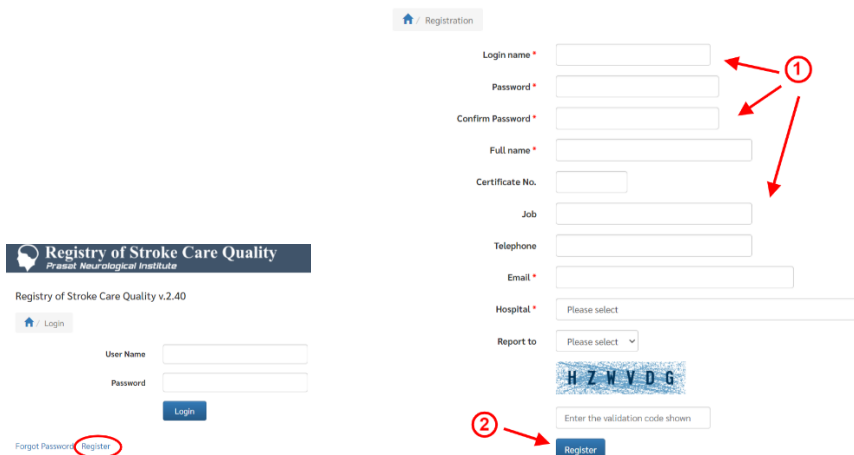 Registry of Stroke Care Quality
Prasat Neurological Institute
Registry of Stroke Care Quality v.2.40
/ Login
User Name
Password
Login
Forgot Password Register
/ Registration
Login name *
Password *
Confirm Password *
Full name *
Certificate No.
Job
Telephone
Email *
Hospital * Please select
Report to Please select
H Z W V D G
Enter the validation code shown
Register
1
2